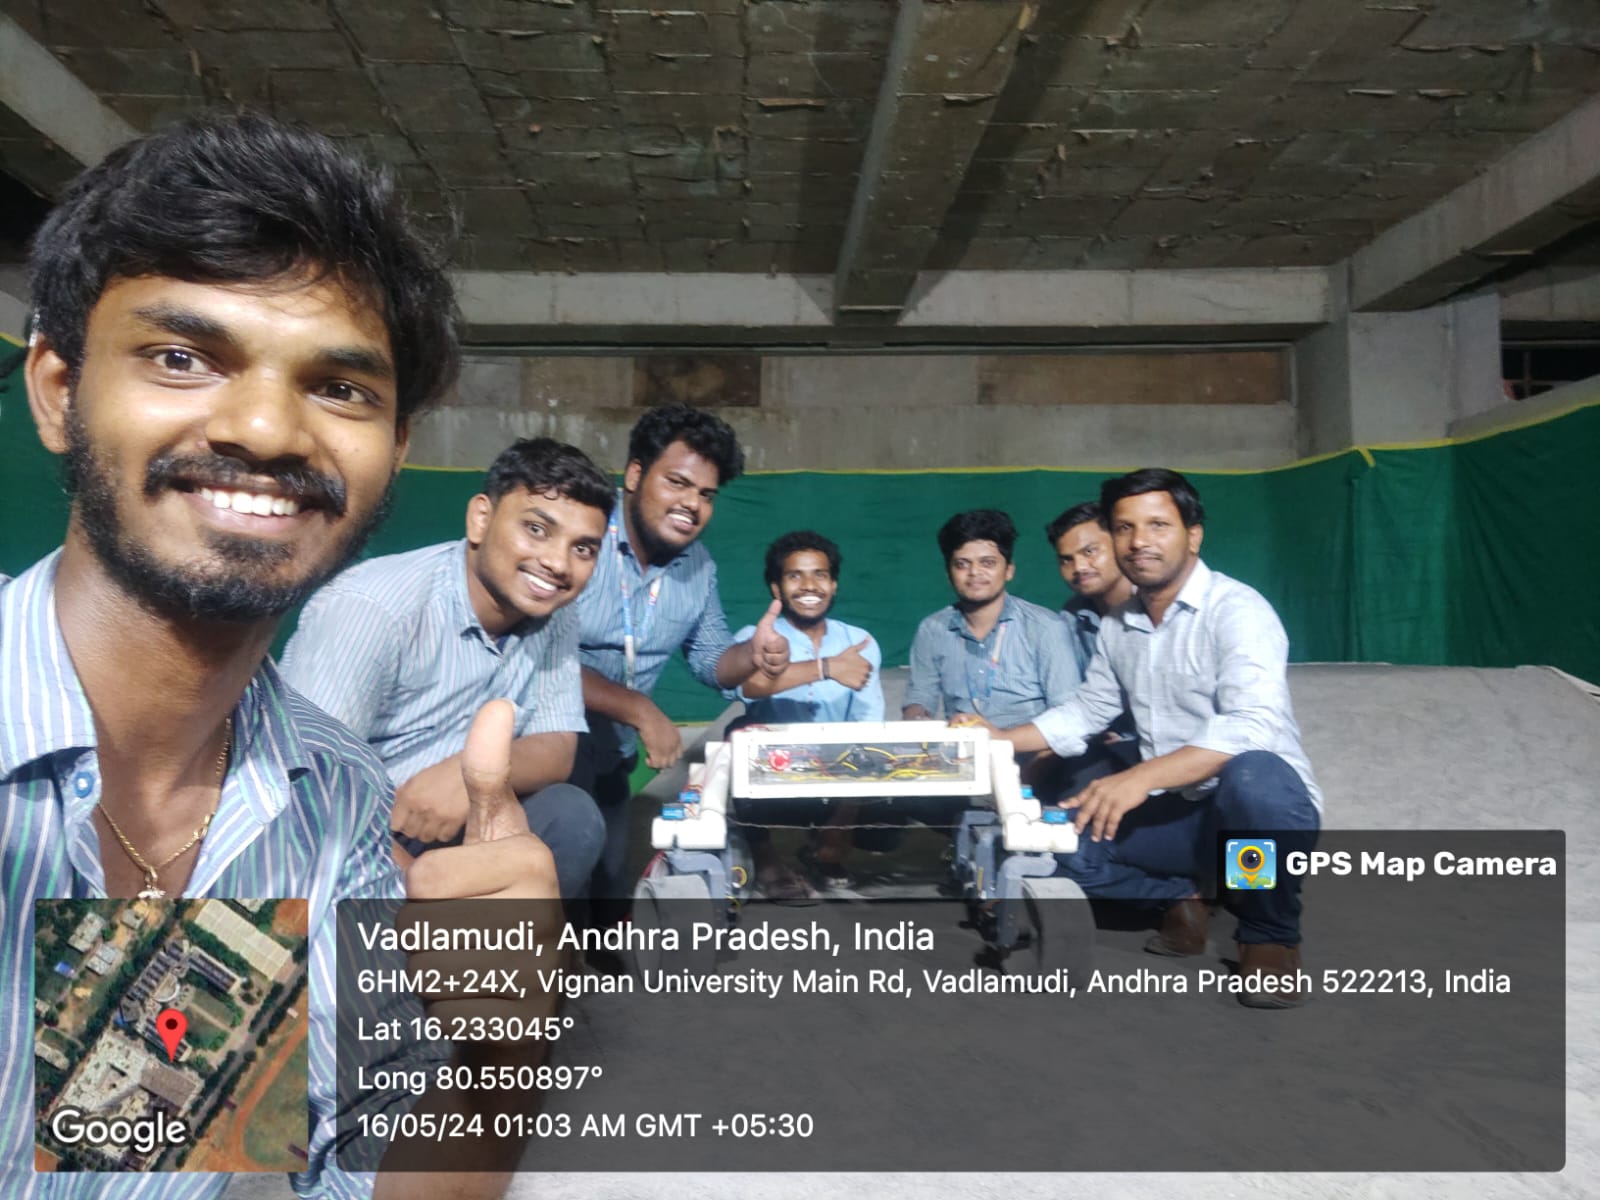 GPS Map Camera
Vadlamudi, Andhra Pradesh, India
6HM2+24X, Vignan University Main Rd, Vadlamudi, Andhra Pradesh 522213, India
Lat 16.233045°
Long 80.550897°
16/05/24 01:03 AM GMT +05:30
Google